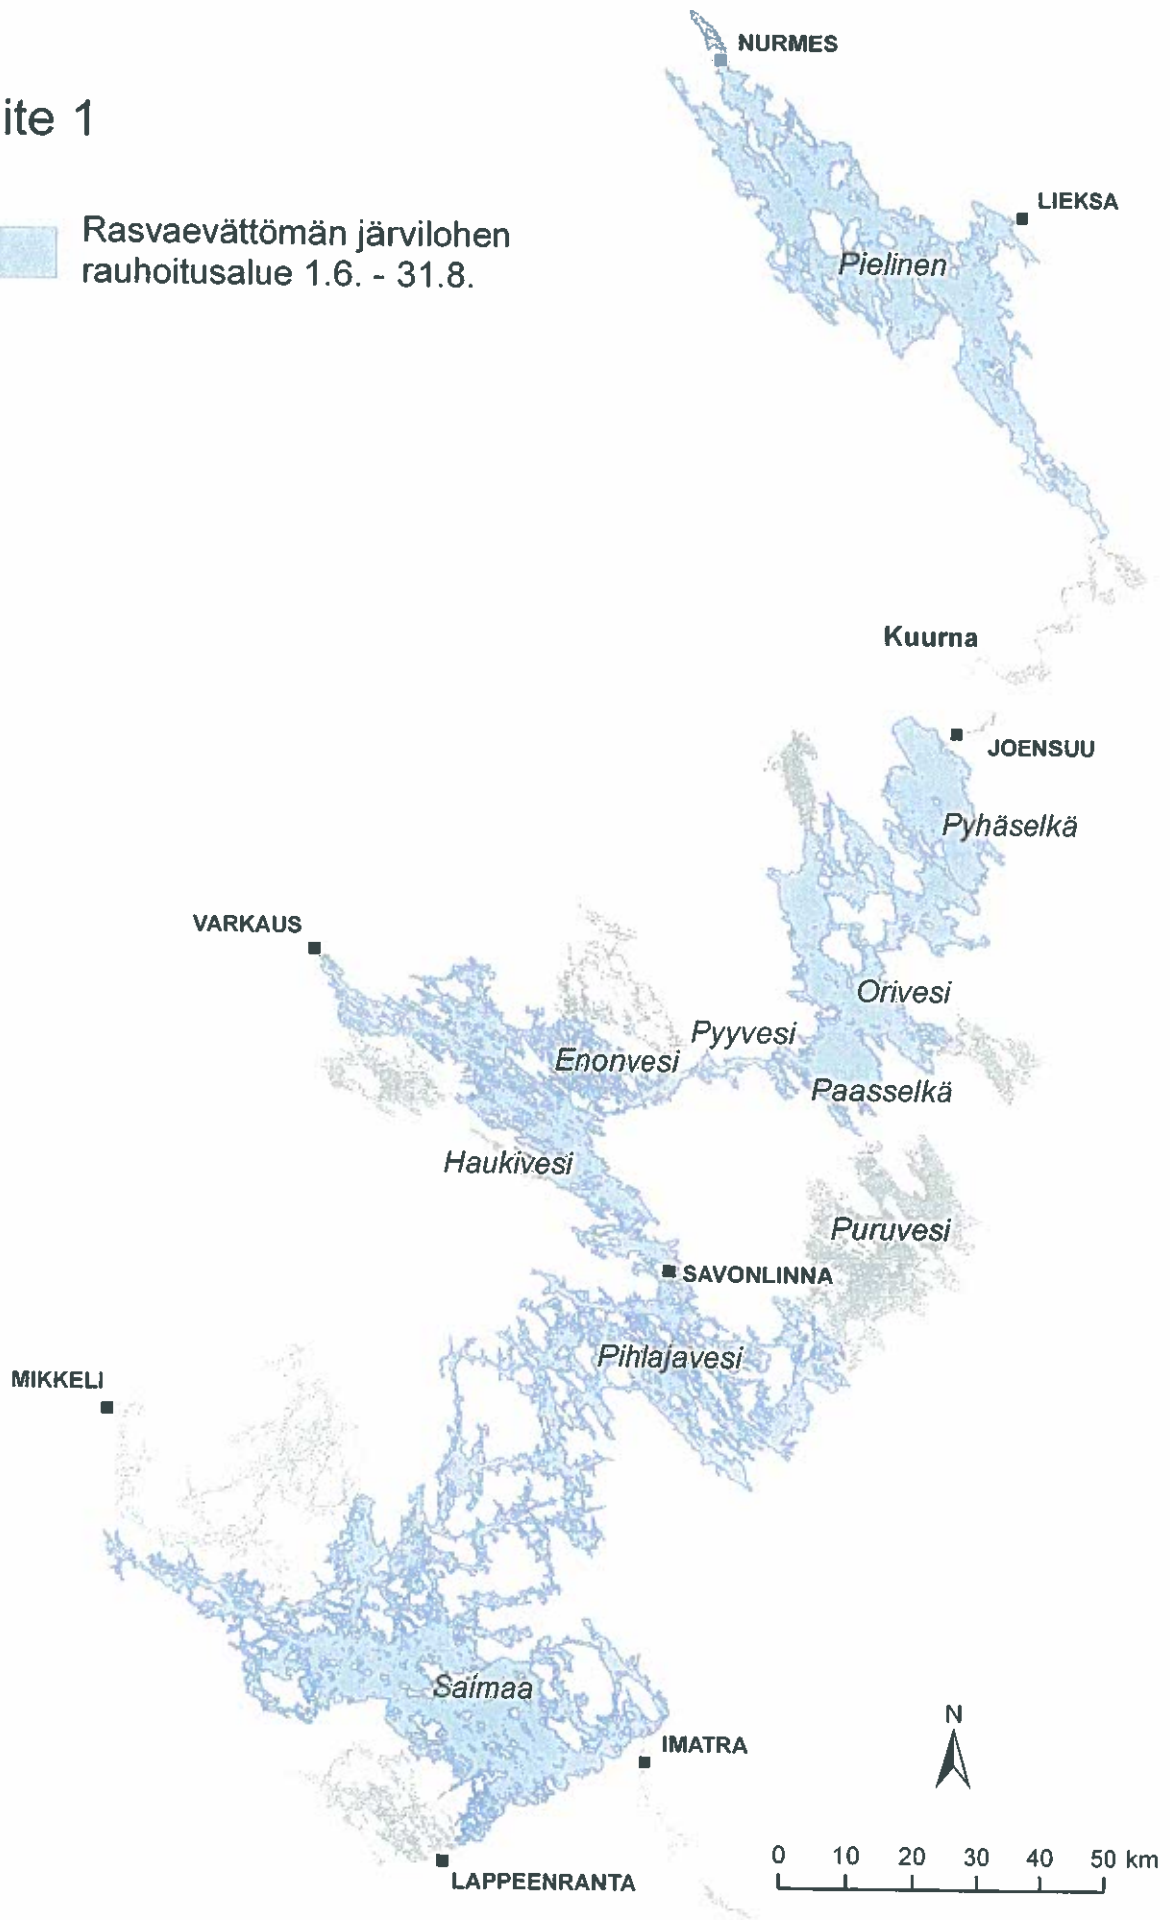 NURMES
ite 1
LIEKSA
Rasvaevättömän järvilohen
rauhoitusalue 1.6. - 31.8.
Pielinen
Kuurna
JOENSUU
Pyhäselkä
VARKAUS
Orivesi
Pyyvesi
Enonvesi
Paasselkä
Haukivesi
Puruvesi
SAVONLINNA
Pihlajavesi
MIKKELI
Saimaa
N
IMATRA
0 10 20 30 40 50 km
LAPPEENRANTA